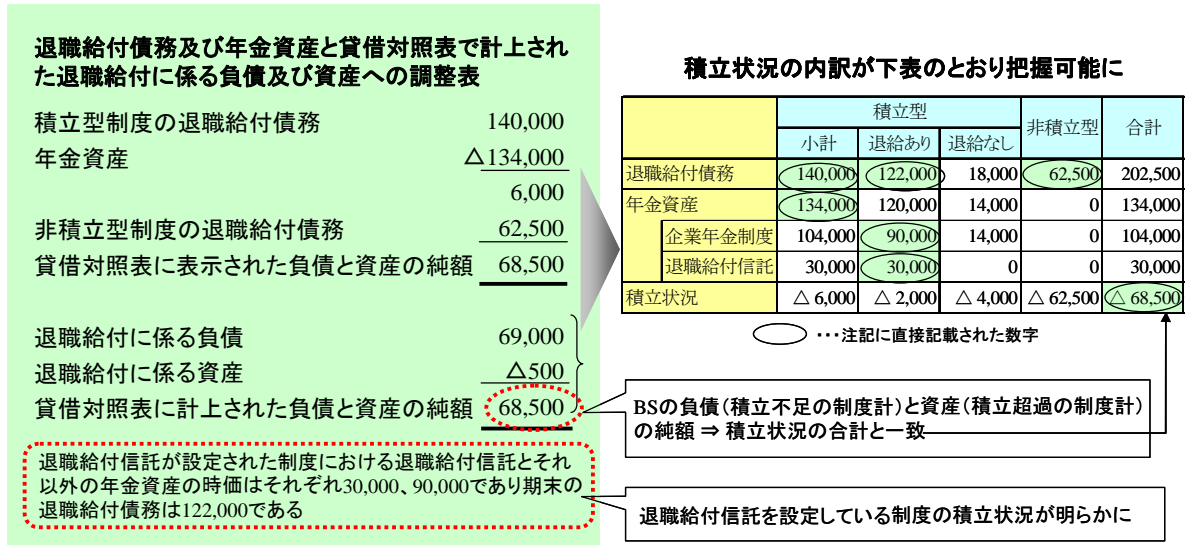 退職給付債務及び年金資産と貸借対照表で計上され
た退職給付に係る負債及び資産への調整表
積立型制度の退職給付債務 140,000
年金資産 △134,000
6,000
非積立型制度の退職給付債務 62,500
貸借対照表に表示された負債と資産の純額 68,500
退職給付に係る負債 69,000
退職給付に係る資産 △500
貸借対照表に計上された負債と資産の純額 68,500
退職給付信託が設定された制度における退職給付信託とそれ
以外の年金資産の時価はそれぞれ30,000、90,000であり期末の
退職給付債務は122,000である
積立状況の内訳が下表のとおり把握可能に
積立型 非積立型 合計
小計 退給あり 退給なし
退職給付債務 140,000 122,000 18,000 62,500 202,500
年金資産 134,000 120,000 14,000 0 134,000
企業年金制度 104,000 90,000 14,000 0 104,000
退職給付信託 30,000 30,000 0 0 30,000
積立状況 △ 6,000 △ 2,000 △ 4,000 △ 62,500 △ 68,500
･･･注記に直接記載された数字
BSの負債（積立不足の制度計）と資産（積立超過の制度計）
の純額 ⇒ 積立状況の合計と一致
退職給付信託を設定している制度の積立状況が明らかに